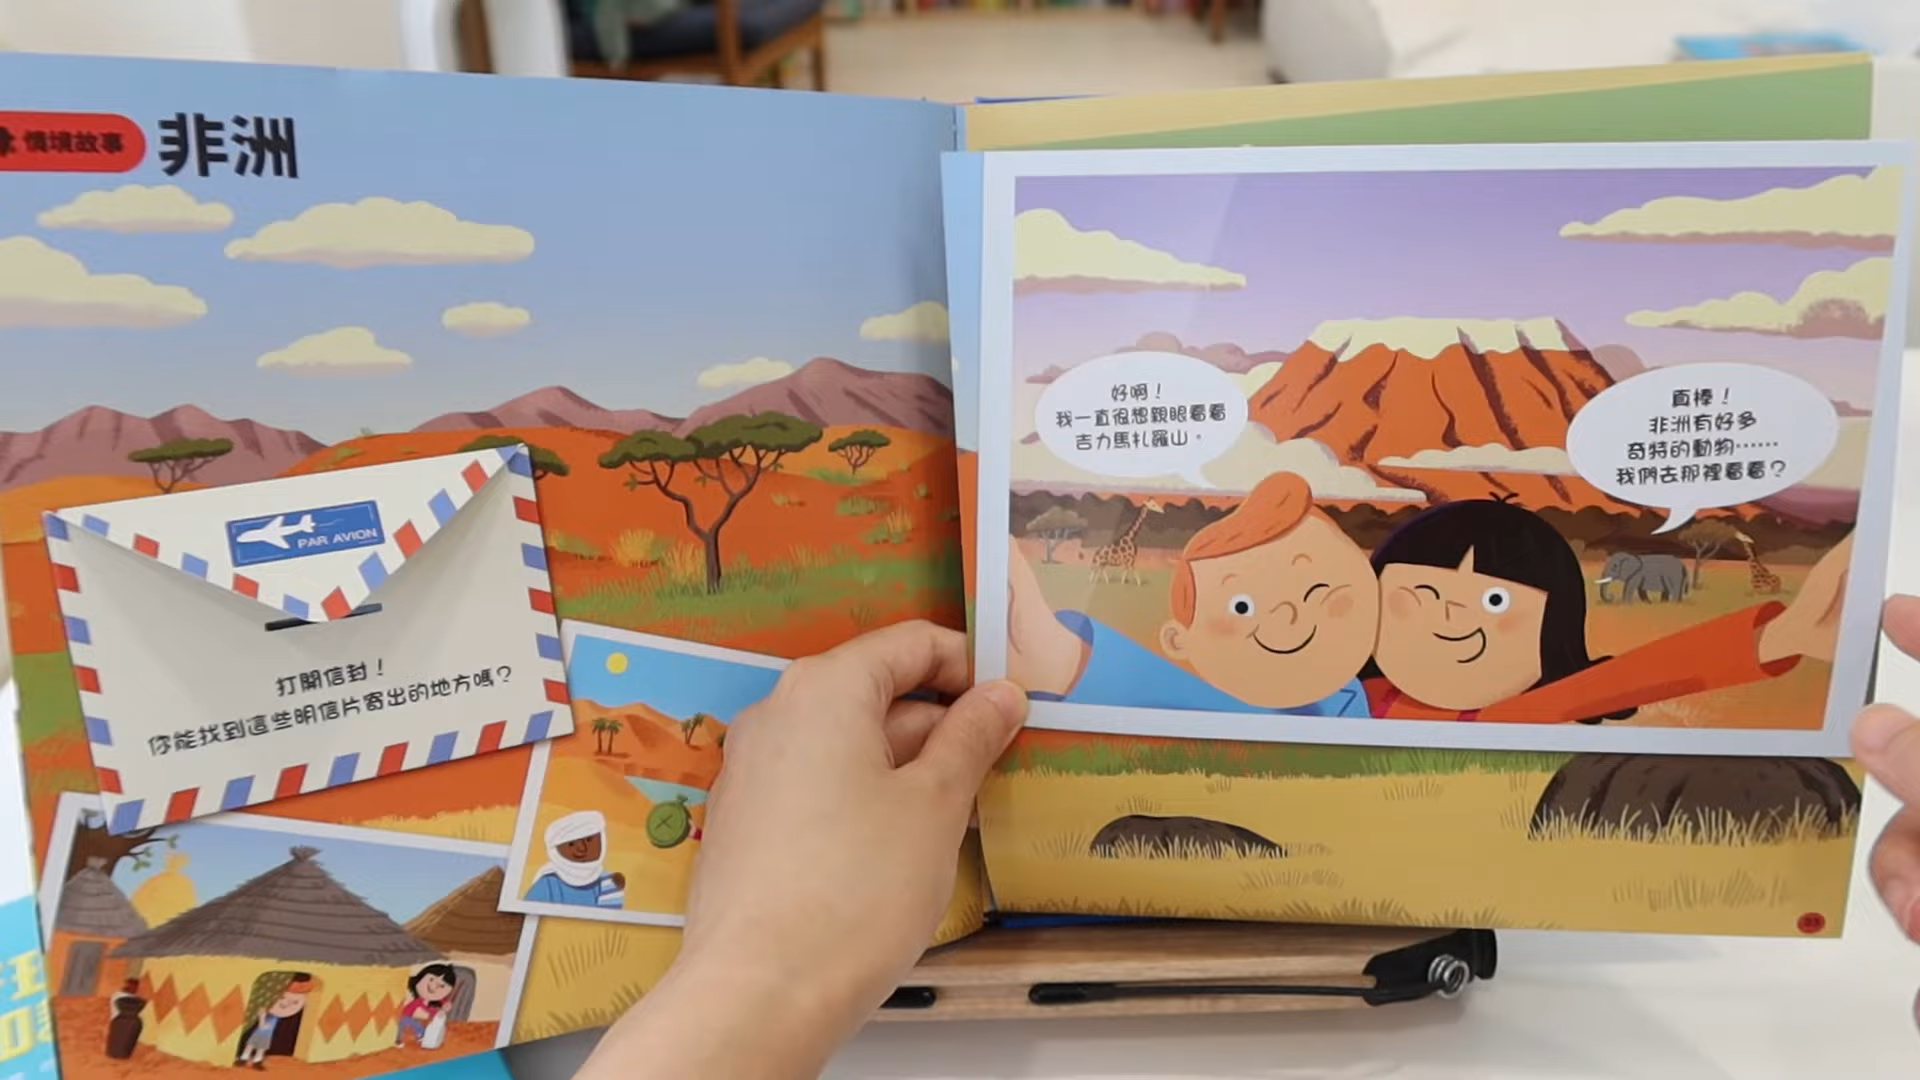 情境故事
非洲
PAR AVION
打開信封！
你能找到這些明信片寄出的地方嗎？
好啊！
我一直很想親眼看看
吉力馬札羅山。
真棒！
非洲有好多
奇特的動物……
我們去那裡看看？